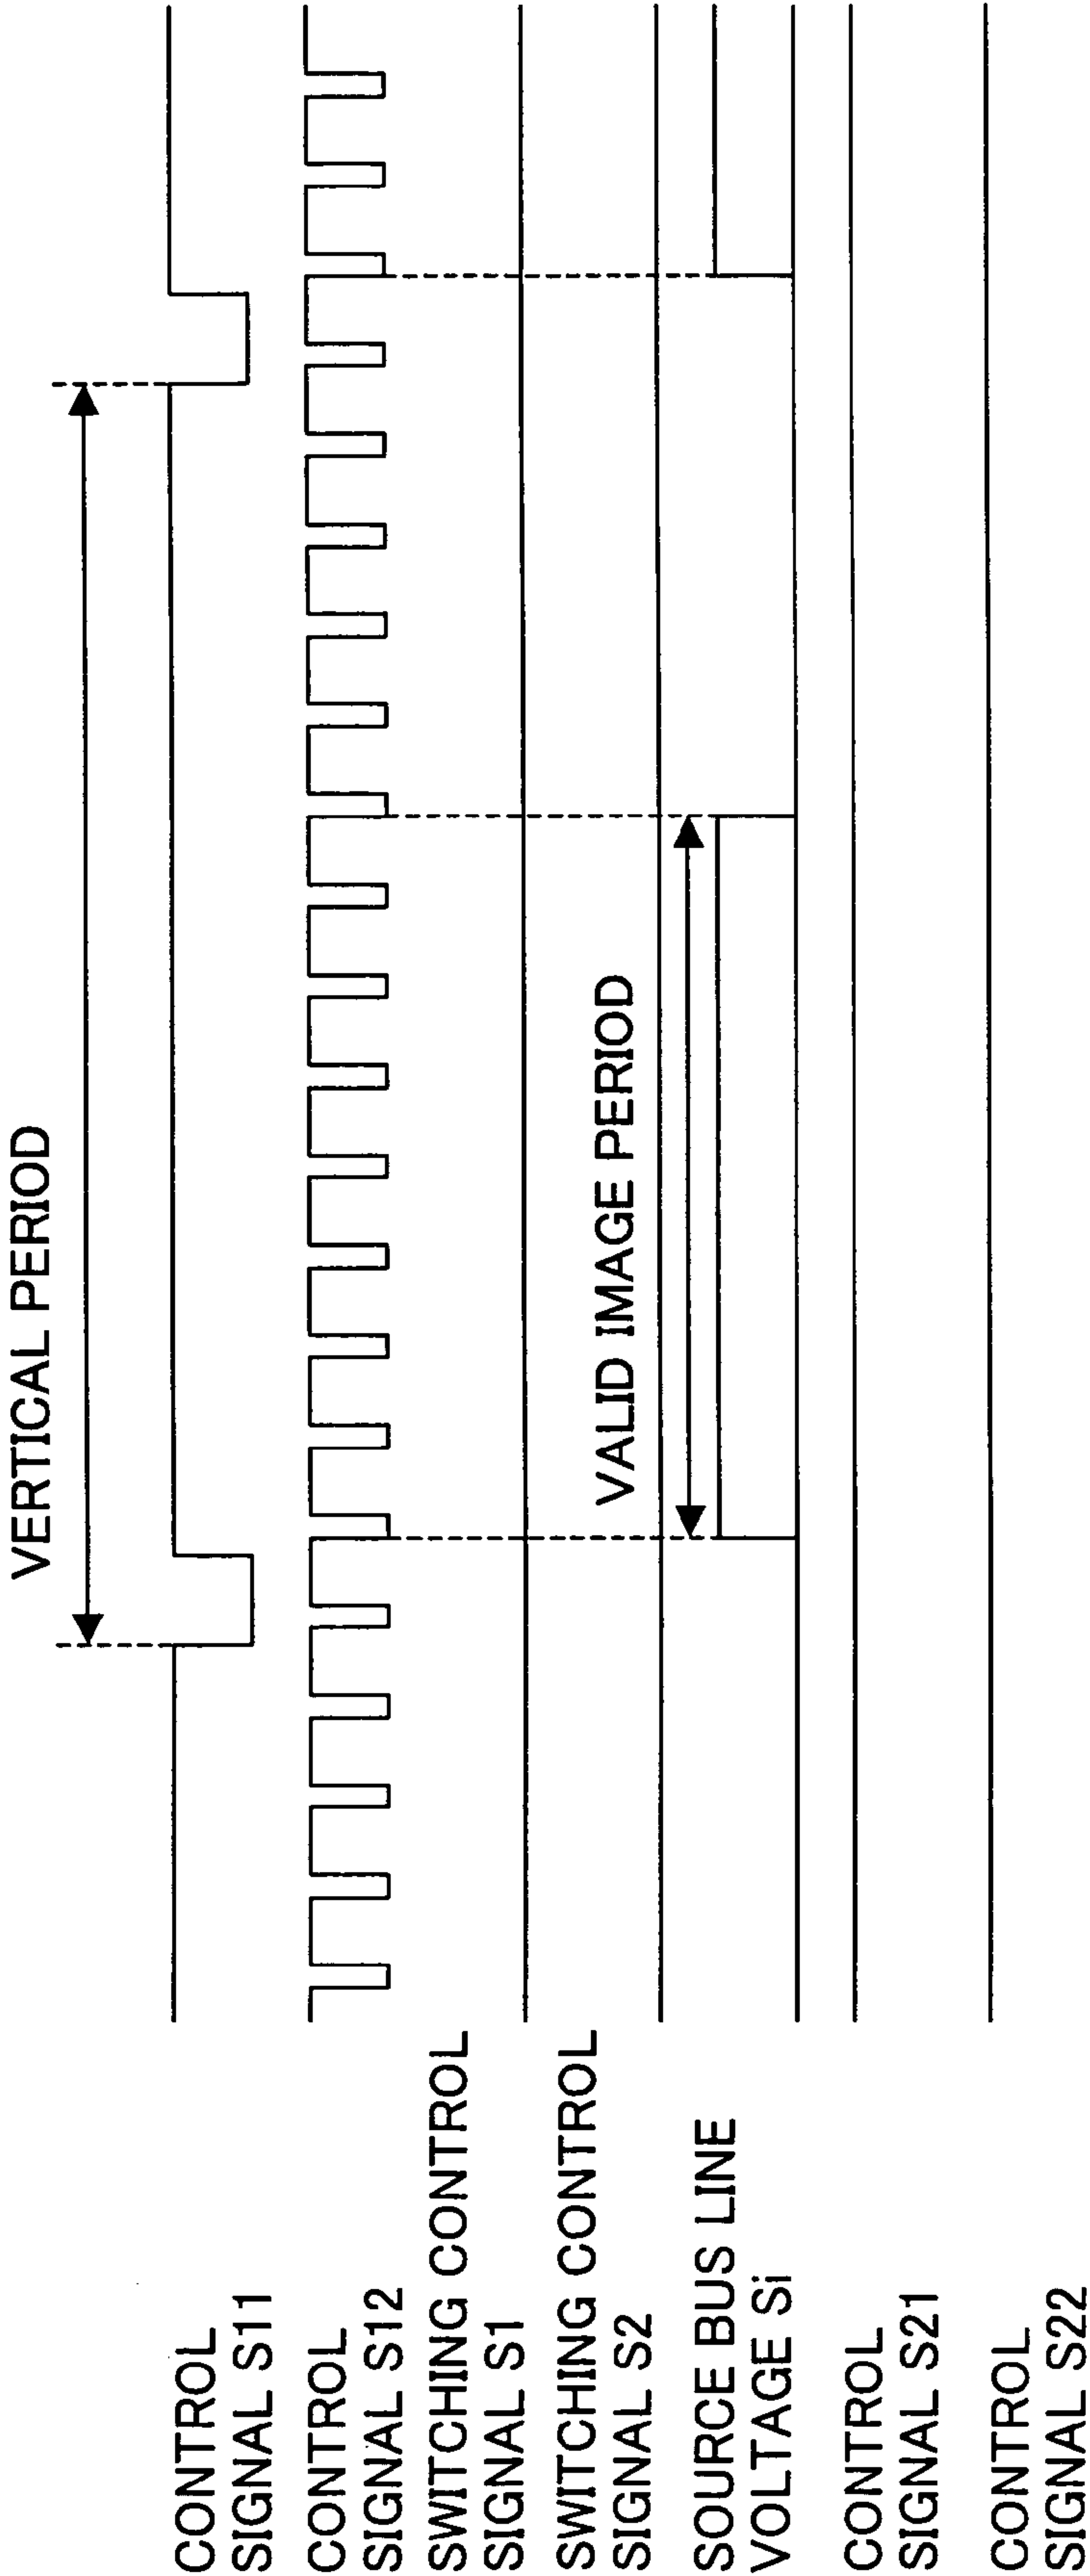 VERTICAL PERIOD
CONTROL
SIGNAL S11
CONTROL
SIGNAL S12
SWITCHING CONTROL
SIGNAL S1
SWITCHING CONTROL
SIGNAL S2
VALID IMAGE PERIOD
SOURCE BUS LINE
VOLTAGE Si
CONTROL
SIGNAL S21
CONTROL
SIGNAL S22